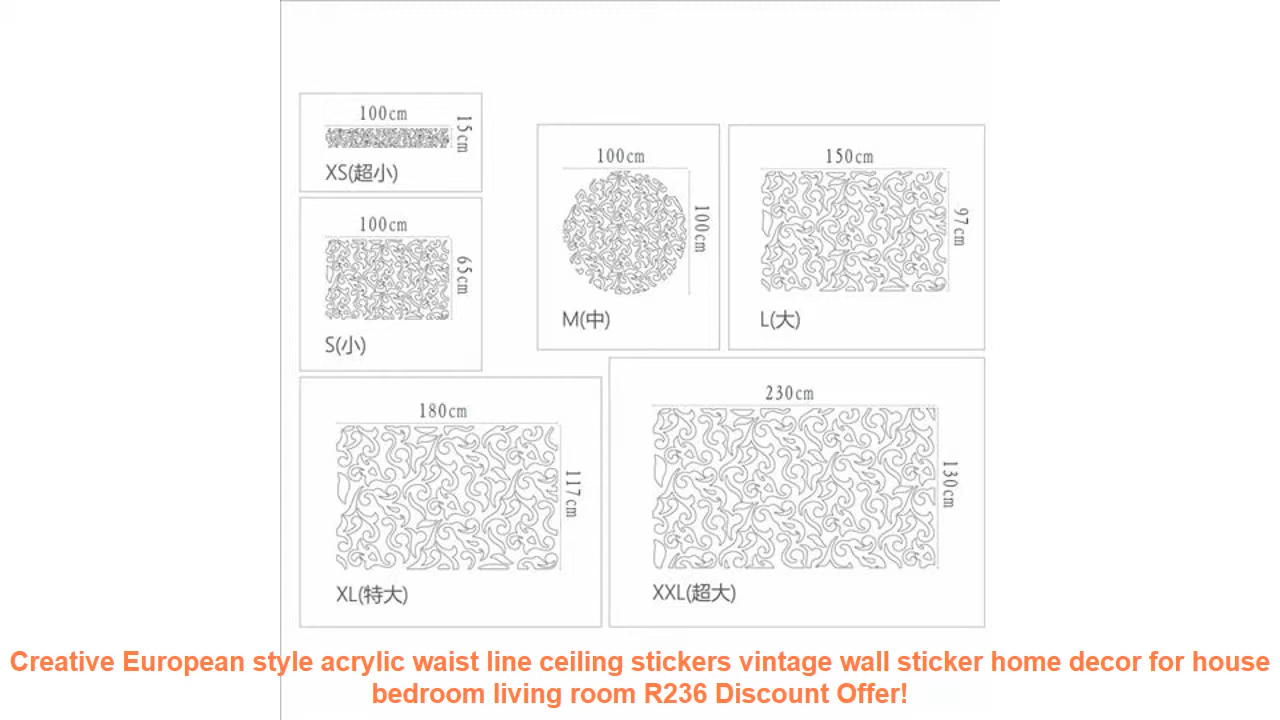 100cm
15cm
XS(超小)
100cm
65cm
S(小)
100cm
100cm
M(中)
150cm
97cm
L(大)
180cm
117cm
XL(特大)
230cm
130cm
XXL(超大)
Creative European style acrylic waist line ceiling stickers vintage wall sticker home decor for house
bedroom living room R236 Discount Offer!